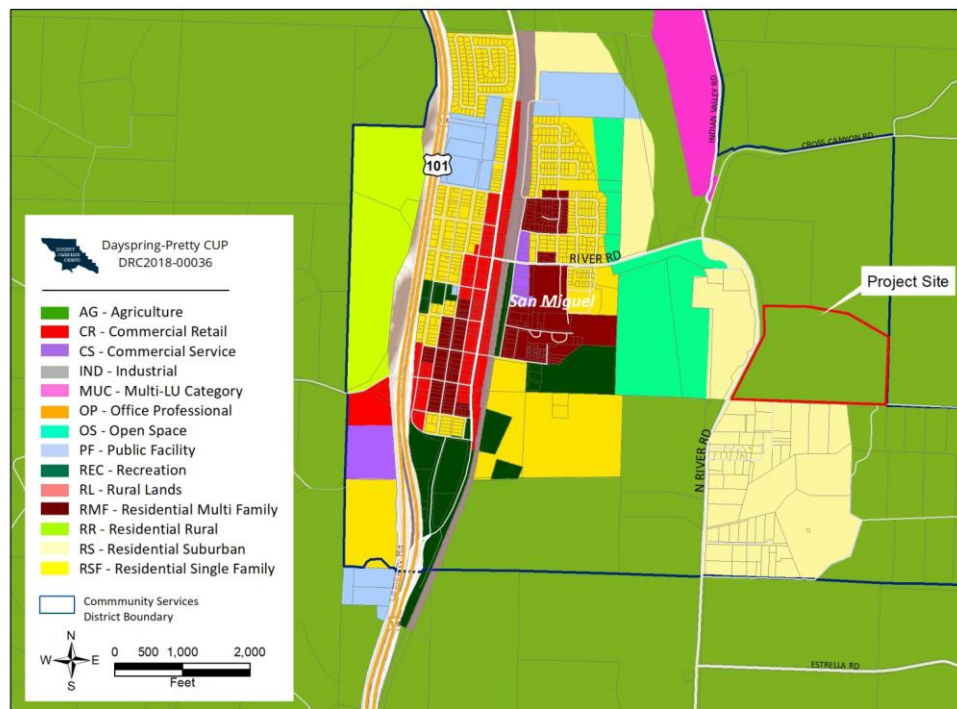 101
INDIAN VALLEY RD
CROSS CANYON RD
RIVER RD
San Miguel
Project Site
N RIVER RD
ESTRELLA RD
Dayspring-Pretty CUP
DRC2018-00036
AG - Agriculture
CR - Commercial Retail
CS - Commercial Service
IND - Industrial
MUC - Multi-LU Category
OP - Office Professional
OS - Open Space
PF - Public Facility
REC - Recreation
RL - Rural Lands
RMF - Residential Multi Family
RR - Residential Rural
RS - Residential Suburban
RSF - Residential Single Family
Commmunity Services
District Boundary
N
W E
S
0 500 1,000 2,000
Feet